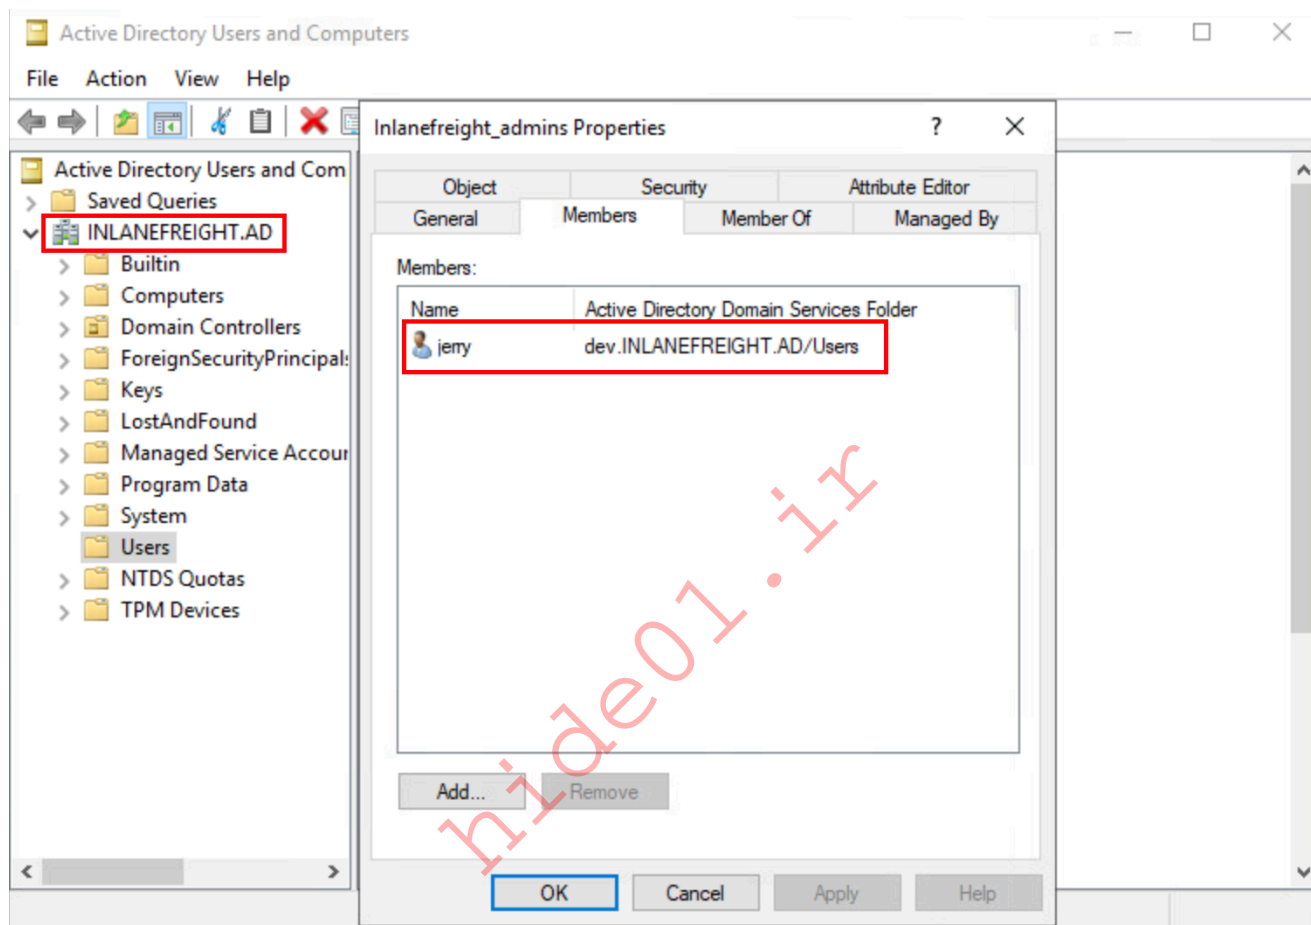 Active Directory Users and Computers
File Action View Help
Inlanefreight_admins Properties ?
Active Directory Users and Com
Saved Queries
INLANEFREIGHT.AD
Builtin
Computers
Domain Controllers
ForeignSecurityPrincipal:
Keys
LostAndFound
Managed Service Accour
Program Data
System
Users
NTDS Quotas
TPM Devices
Object Security Attribute Editor
General Members Member Of Managed By
Members:
Name Active Directory Domain Services Folder
jerry dev.INLANEFREIGHT.AD/Users
Add... Remove
OK Cancel Apply Help
hide01.ir